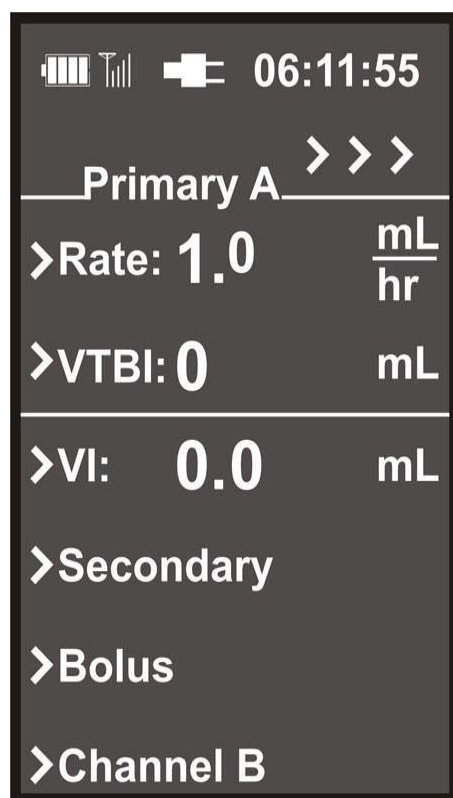 06:11:55
Primary A > > >
>Rate: 1.0 mL/hr
>VTBI: 0 mL
>VI: 0.0 mL
>Secondary
>Bolus
>Channel B